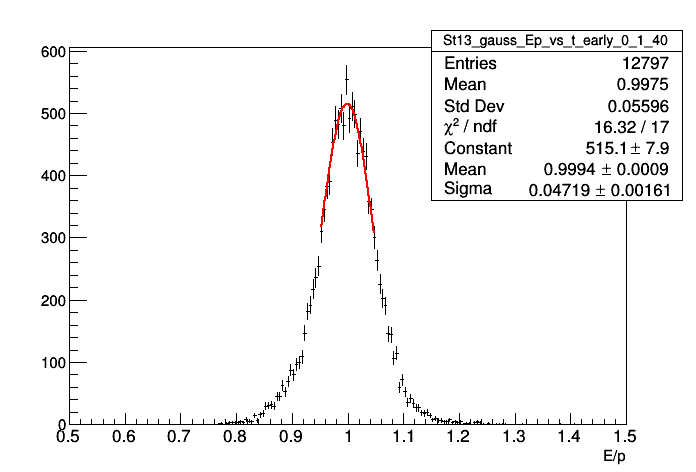 St13_gauss_Ep_vs_t_early_0_1_40
Entries 12797
Mean 0.9975
Std Dev 0.05596
χ² / ndf 16.32 / 17
Constant 515.1 ± 7.9
Mean 0.9994 ± 0.0009
Sigma 0.04719 ± 0.00161
600
500
400
300
200
100
0
0.5 0.6 0.7 0.8 0.9 1 1.1 1.2 1.3 1.4 1.5
E/p